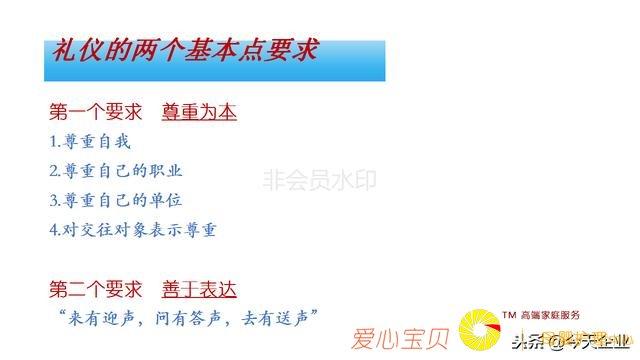 礼仪的两个基本点要求
第一个要求 尊重为本
1.尊重自我
2.尊重自己的职业
3.尊重自己的单位
4.对交往对象表示尊重
非会员水印
第二个要求 善于表达
“来有迎声，问有答声，去有送声”
爱心宝贝
TM 高端家庭服务
头条@今天企业